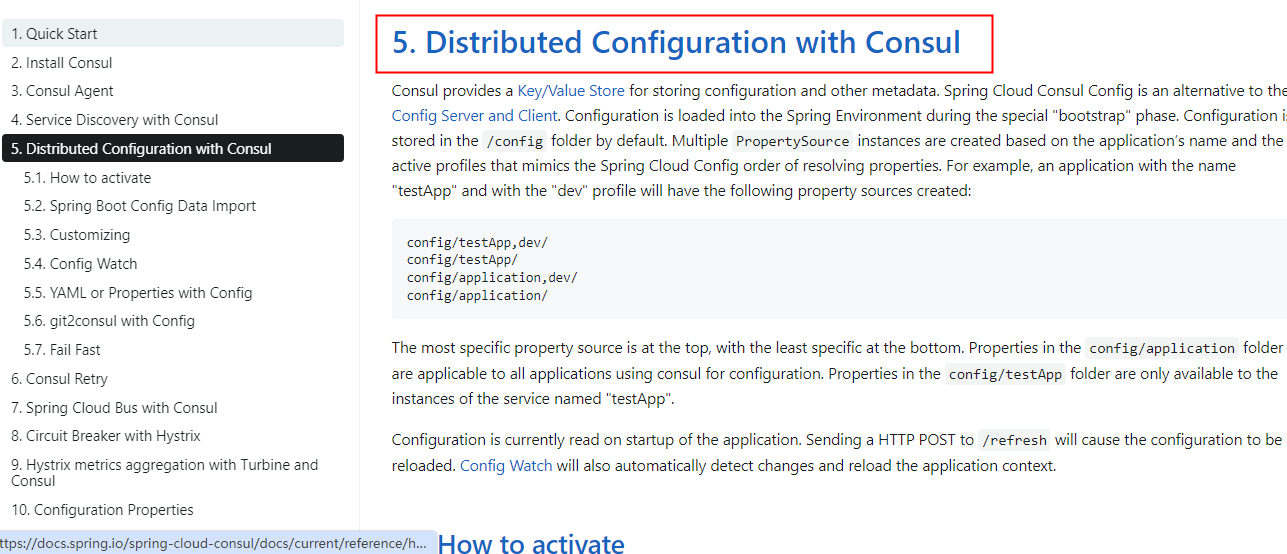 1. Quick Start
2. Install Consul
3. Consul Agent
4. Service Discovery with Consul
5. Distributed Configuration with Consul
5.1. How to activate
5.2. Spring Boot Config Data Import
5.3. Customizing
5.4. Config Watch
5.5. YAML or Properties with Config
5.6. git2consul with Config
5.7. Fail Fast
6. Consul Retry
7. Spring Cloud Bus with Consul
8. Circuit Breaker with Hystrix
9. Hystrix metrics aggregation with Turbine and
Consul
10. Configuration Properties
ttps://docs.spring.io/spring-cloud-consul/docs/current/reference/h...
5. Distributed Configuration with Consul
Consul provides a Key/Value Store for storing configuration and other metadata. Spring Cloud Consul Config is an alternative to the
Config Server and Client. Configuration is loaded into the Spring Environment during the special "bootstrap" phase. Configuration is
stored in the /config folder by default. Multiple PropertySource instances are created based on the application’s name and the
active profiles that mimics the Spring Cloud Config order of resolving properties. For example, an application with the name
"testApp" and with the "dev" profile will have the following property sources created:
config/testApp,dev/
config/testApp/
config/application,dev/
config/application/
The most specific property source is at the top, with the least specific at the bottom. Properties in the config/application folder
are applicable to all applications using consul for configuration. Properties in the config/testApp folder are only available to the
instances of the service named "testApp".
Configuration is currently read on startup of the application. Sending a HTTP POST to /refresh will cause the configuration to be
reloaded. Config Watch will also automatically detect changes and reload the application context.
How to activate